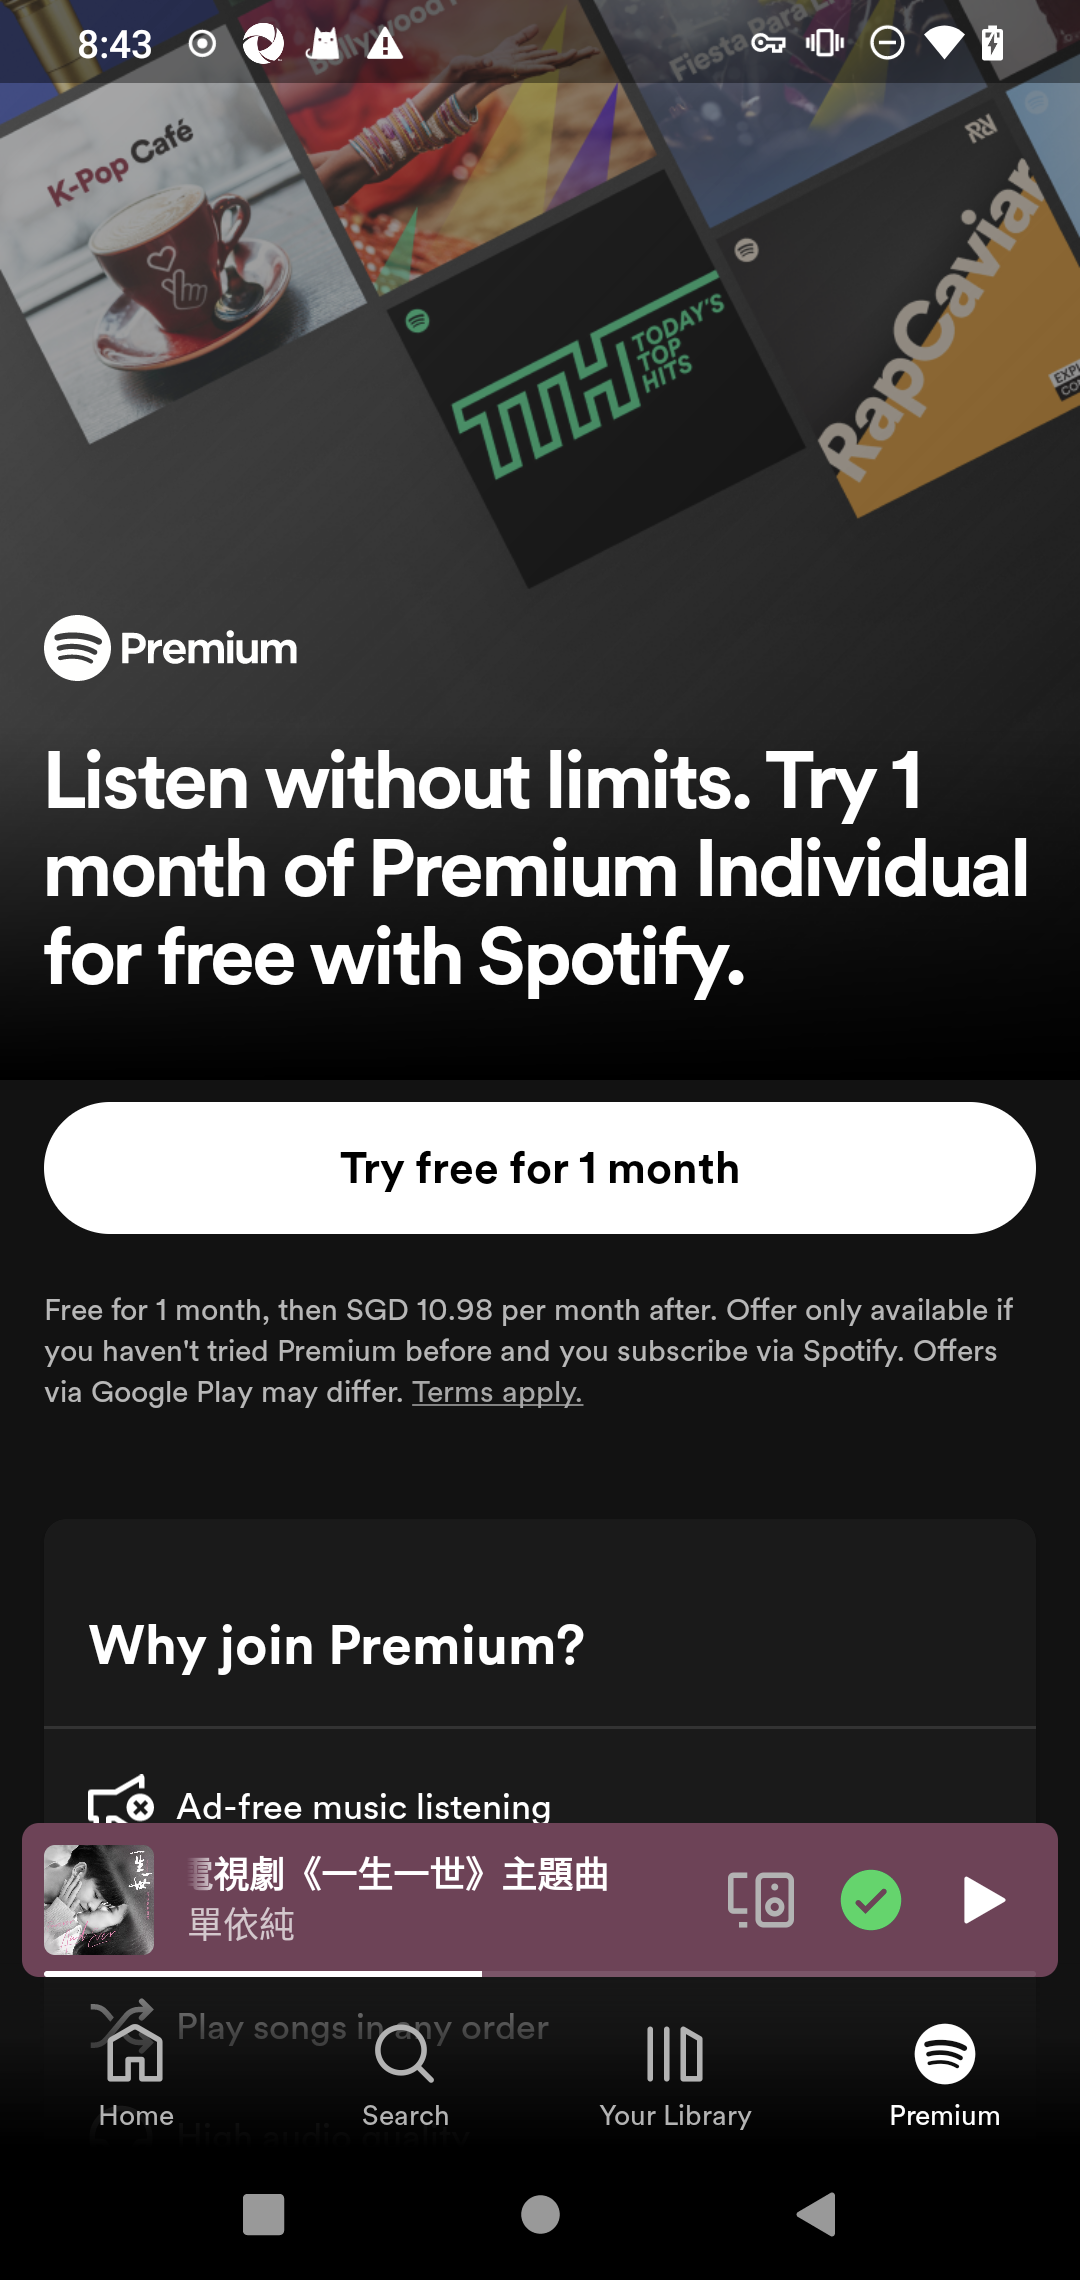 8:43
Bollywood
Fiesta Para
K-Pop Café
TODAY'S
TOP
HITS
RapCaviar
Premium
Listen without limits. Try 1
month of Premium Individual
for free with Spotify.
Try free for 1 month
Free for 1 month, then SGD 10.98 per month after. Offer only available if
you haven't tried Premium before and you subscribe via Spotify. Offers
via Google Play may differ. Terms apply.
Why join Premium?
Ad-free music listening
電視劇《一生一世》主題曲
單依純
Play songs in any order
High audio quality
Home
Search
Your Library
Premium